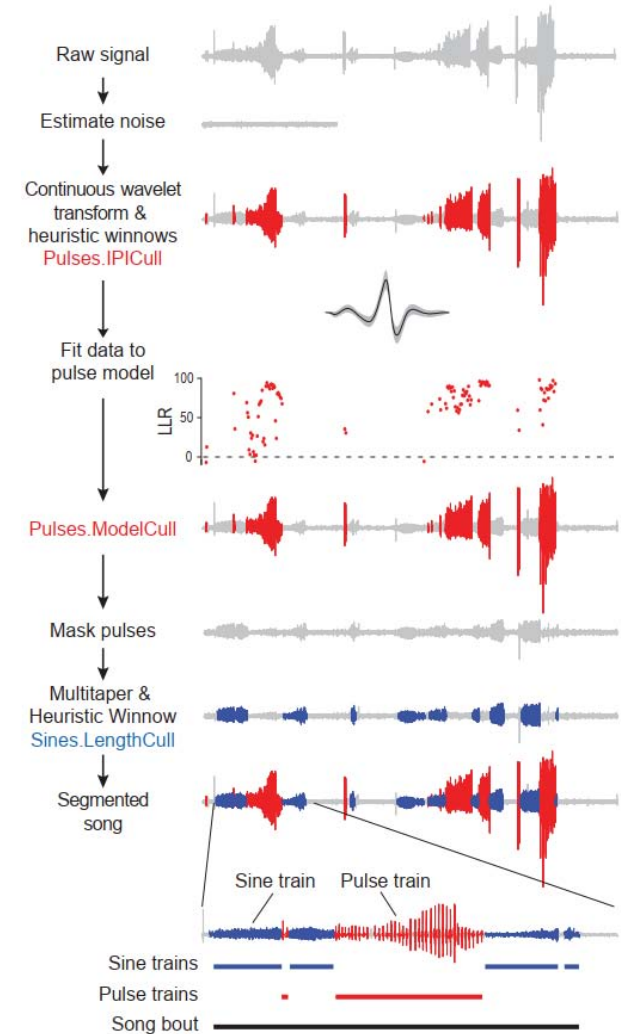 Raw signal
Estimate noise
Continuous wavelet
transform &
heuristic winnows
Pulses.IPICull
Fit data to
pulse model
LLR
100
50
0
Pulses.ModelCull
Mask pulses
Multitaper &
Heuristic Winnow
Sines.LengthCull
Segmented
song
Sine train
Pulse train
Sine trains
Pulse trains
Song bout